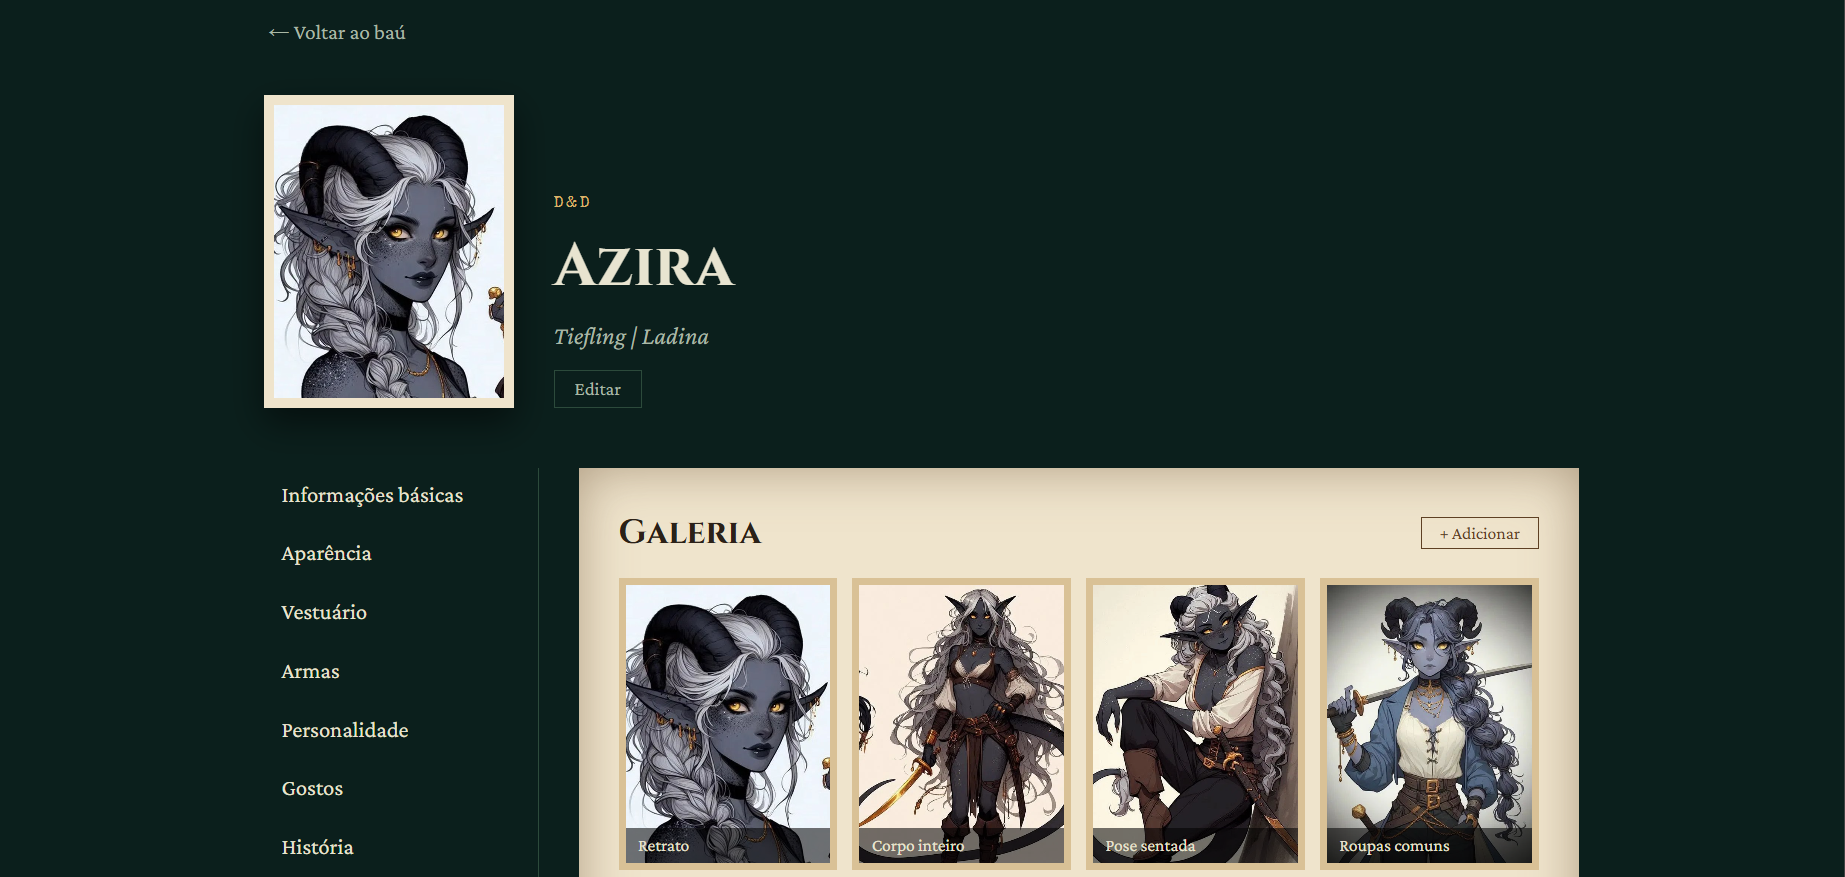 ← Voltar ao baú
D&D
Azira
Tiefling | Ladina
Editar
Informações básicas
Aparência
Vestuário
Armas
Personalidade
Gostos
História
Galeria
+ Adicionar
Retrato
Corpo inteiro
Pose sentada
Roupas comuns